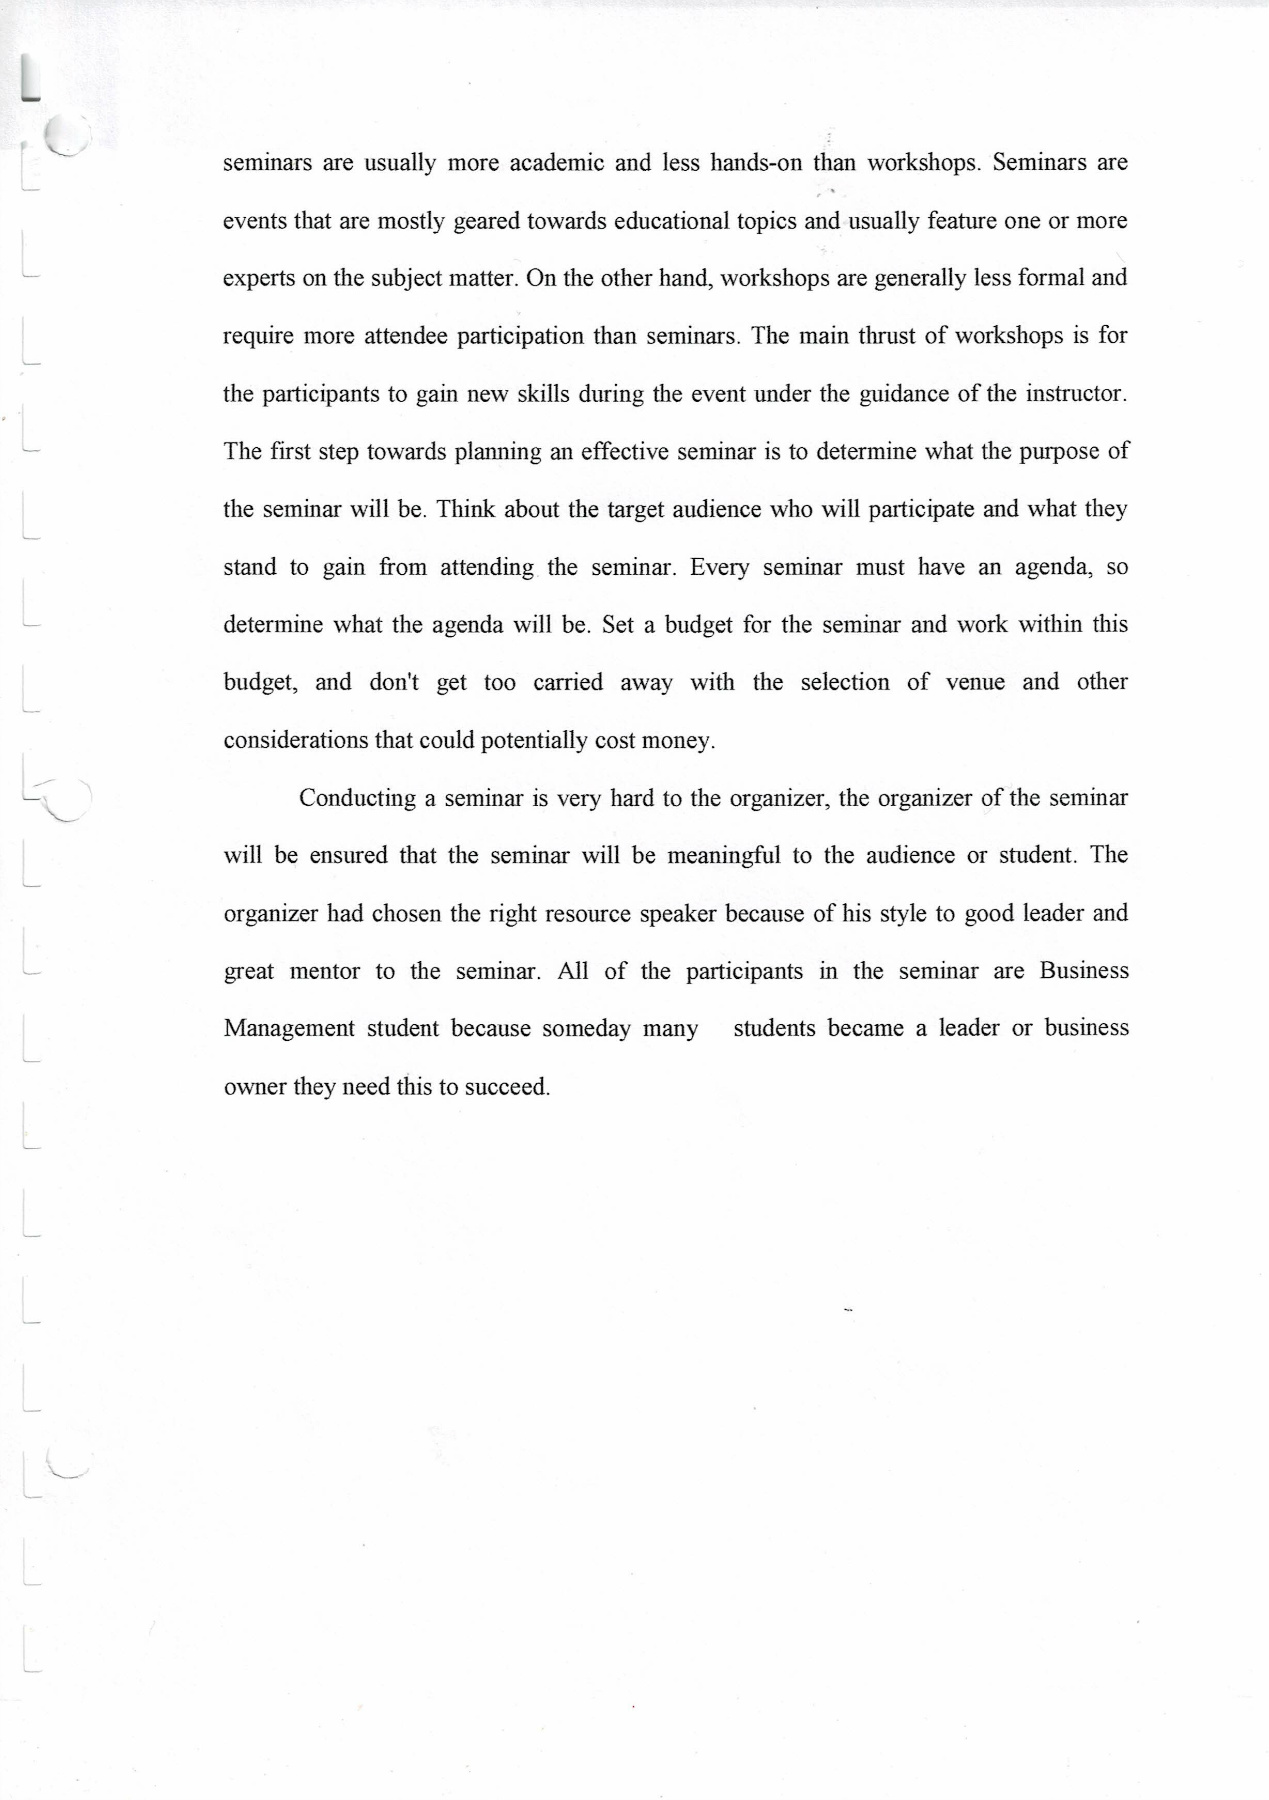 seminars are usually more academic and less hands-on than workshops. Seminars are
events that are mostly geared towards educational topics and usually feature one or more
experts on the subject matter. On the other hand, workshops are generally less formal and
require more attendee participation than seminars. The main thrust of workshops is for
the participants to gain new skills during the event under the guidance of the instructor.
The first step towards planning an effective seminar is to determine what the purpose of
the seminar will be. Think about the target audience who will participate and what they
stand to gain from attending the seminar. Every seminar must have an agenda, so
determine what the agenda will be. Set a budget for the seminar and work within this
budget, and don't get too carried away with the selection of venue and other
considerations that could potentially cost money.
Conducting a seminar is very hard to the organizer, the organizer of the seminar
will be ensured that the seminar will be meaningful to the audience or student. The
organizer had chosen the right resource speaker because of his style to good leader and
great mentor to the seminar. All of the participants in the seminar are Business
Management student because someday many students became a leader or business
owner they need this to succeed.